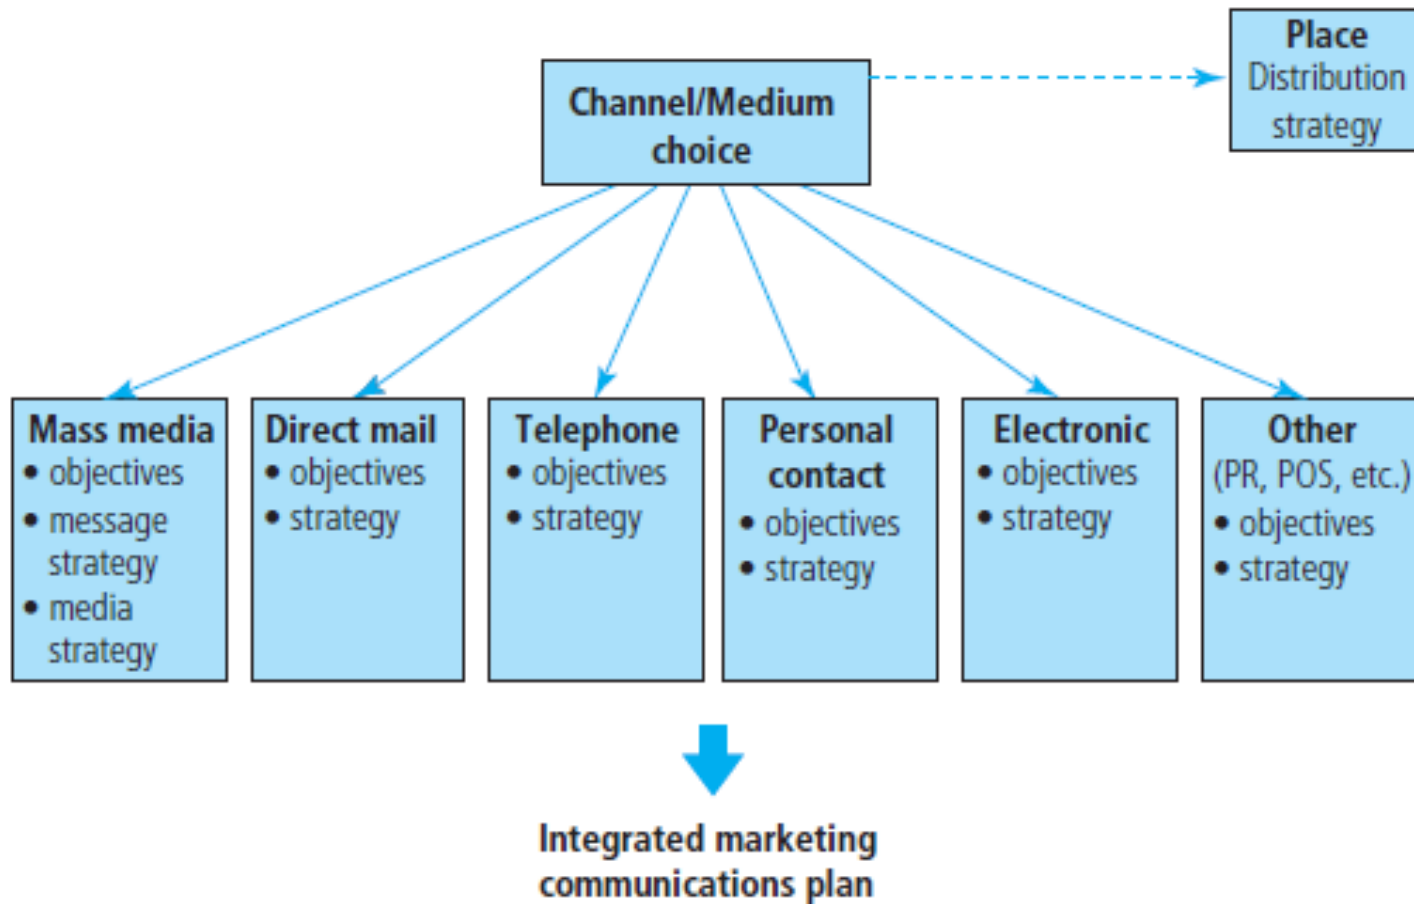 Place
Distribution
strategy
Channel/Medium
choice
Mass media
• objectives
• message
strategy
• media
strategy
Direct mail
• objectives
• strategy
Telephone
• objectives
• strategy
Personal
contact
• objectives
• strategy
Electronic
• objectives
• strategy
Other
(PR, POS, etc.)
• objectives
• strategy
Integrated marketing
communications plan